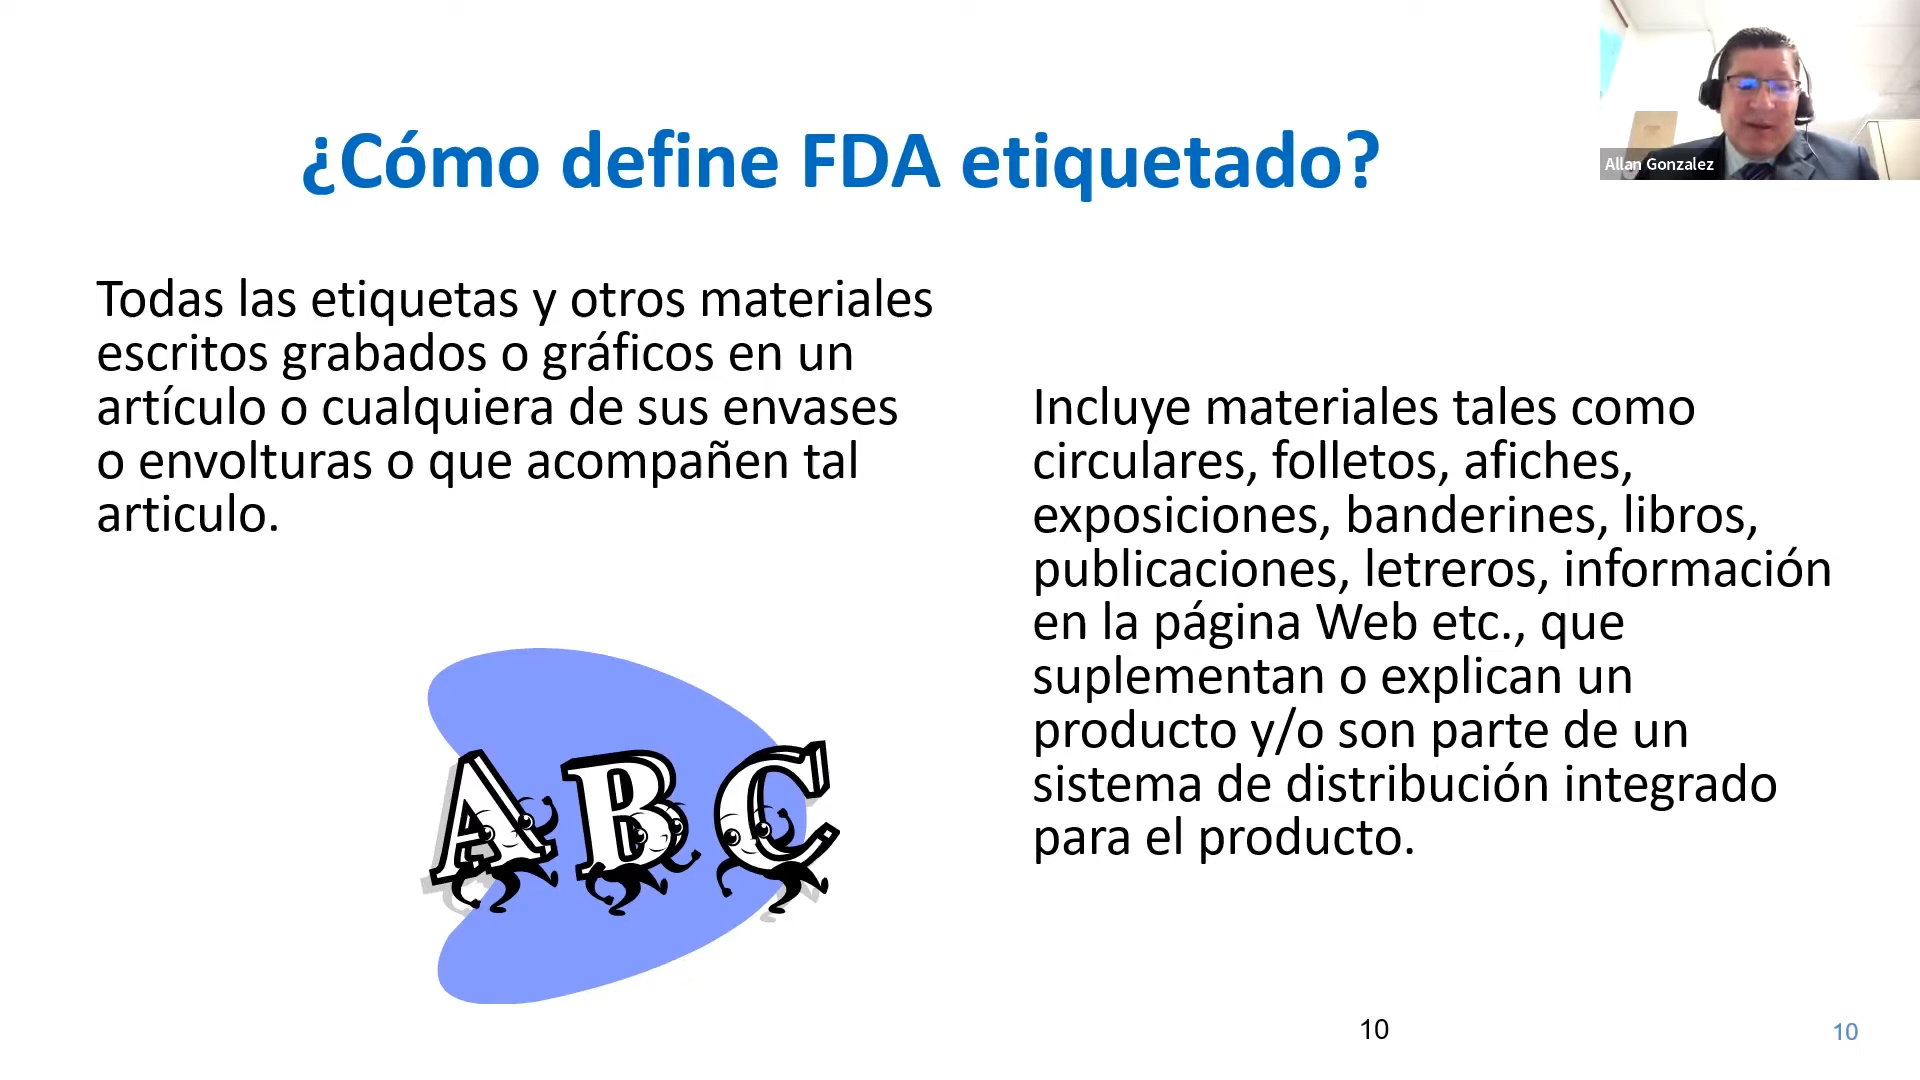 ¿Cómo define FDA etiquetado?
Allan Gonzalez
Todas las etiquetas y otros materiales
escritos grabados o gráficos en un
artículo o cualquiera de sus envases
o envolturas o que acompañen tal
articulo.
A B C
Incluye materiales tales como
circulares, folletos, afiches,
exposiciones, banderines, libros,
publicaciones, letreros, información
en la página Web etc., que
suplementan o explican un
producto y/o son parte de un
sistema de distribución integrado
para el producto.
10
10